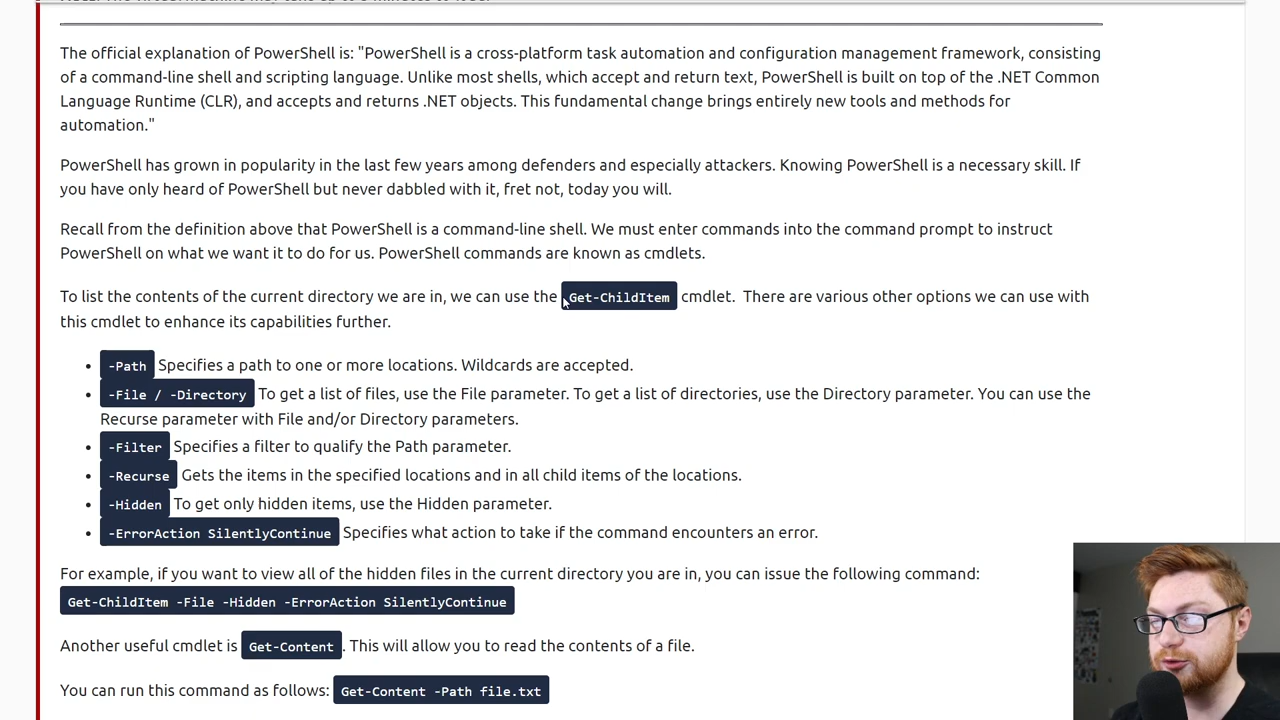 The official explanation of PowerShell is: "PowerShell is a cross-platform task automation and configuration management framework, consisting
of a command-line shell and scripting language. Unlike most shells, which accept and return text, PowerShell is built on top of the .NET Common
Language Runtime (CLR), and accepts and returns .NET objects. This fundamental change brings entirely new tools and methods for
automation."
PowerShell has grown in popularity in the last few years among defenders and especially attackers. Knowing PowerShell is a necessary skill. If
you have only heard of PowerShell but never dabbled with it, fret not, today you will.
Recall from the definition above that PowerShell is a command-line shell. We must enter commands into the command prompt to instruct
PowerShell on what we want it to do for us. PowerShell commands are known as cmdlets.
To list the contents of the current directory we are in, we can use the Get-ChildItem cmdlet. There are various other options we can use with
this cmdlet to enhance its capabilities further.
• -Path Specifies a path to one or more locations. Wildcards are accepted.
• -File / -Directory To get a list of files, use the File parameter. To get a list of directories, use the Directory parameter. You can use the
Recurse parameter with File and/or Directory parameters.
• -Filter Specifies a filter to qualify the Path parameter.
• -Recurse Gets the items in the specified locations and in all child items of the locations.
• -Hidden To get only hidden items, use the Hidden parameter.
• -ErrorAction SilentlyContinue Specifies what action to take if the command encounters an error.
For example, if you want to view all of the hidden files in the current directory you are in, you can issue the following command:
Get-ChildItem -File -Hidden -ErrorAction SilentlyContinue
Another useful cmdlet is Get-Content. This will allow you to read the contents of a file.
You can run this command as follows: Get-Content -Path file.txt